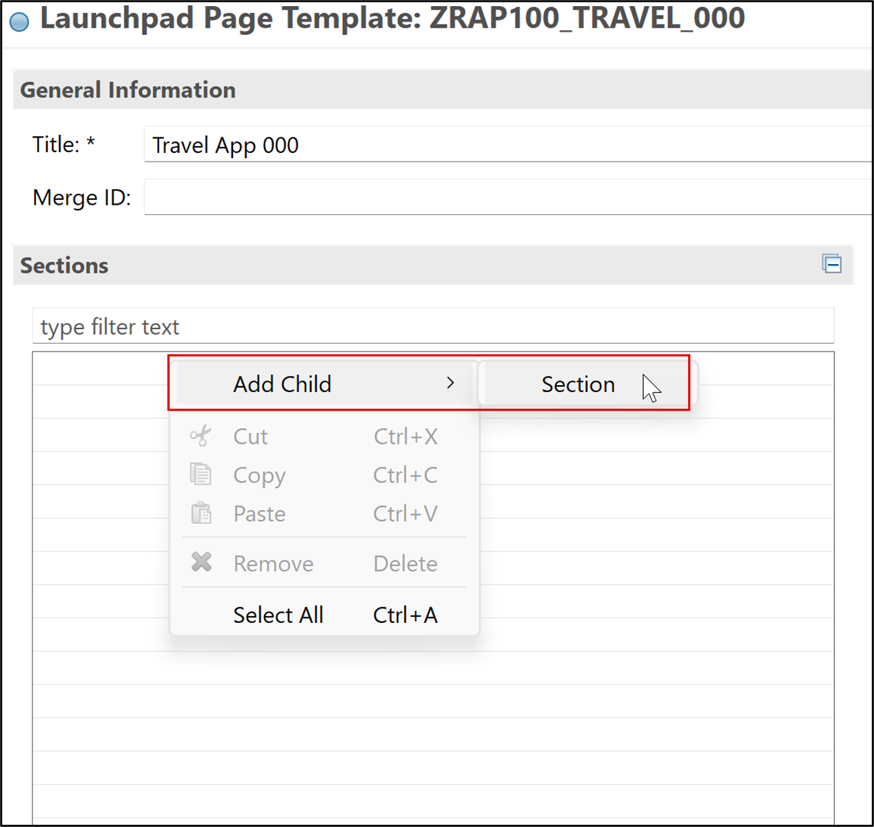 Launchpad Page Template: ZRAP100_TRAVEL_000
General Information
Title: * Travel App 000
Merge ID:
Sections
type filter text
Add Child > Section
Cut Ctrl+X
Copy Ctrl+C
Paste Ctrl+V
Remove Delete
Select All Ctrl+A